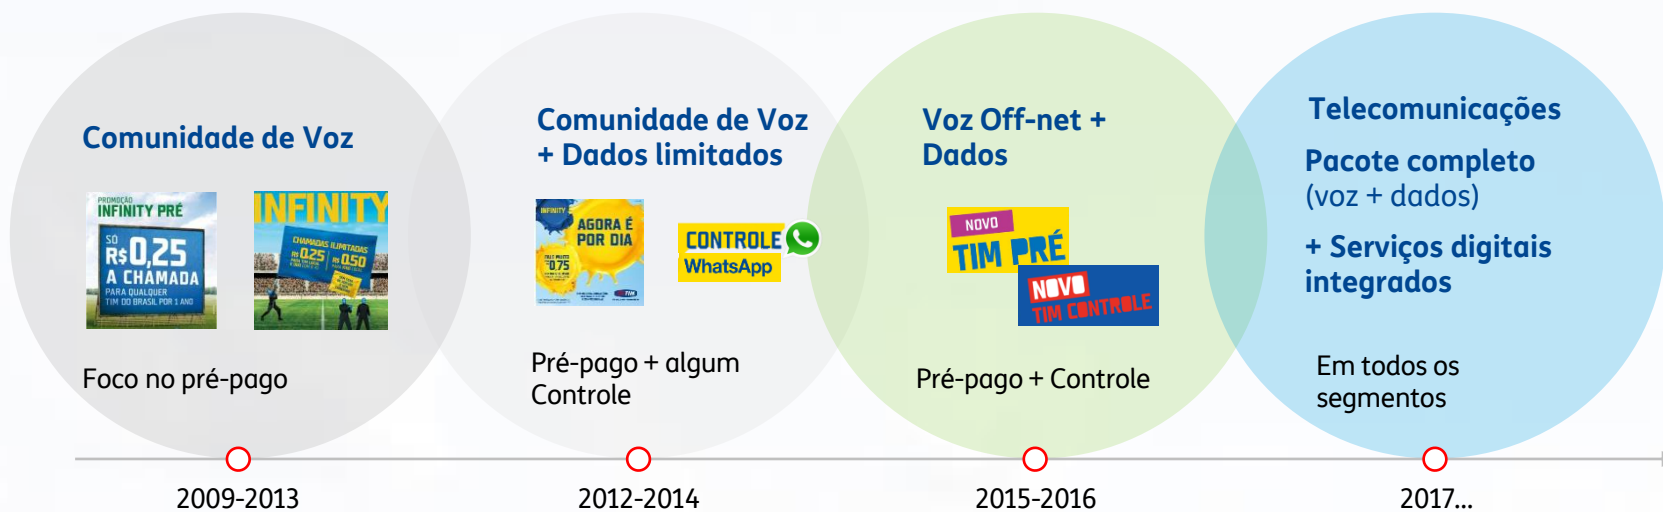 Comunidade de Voz
PROMOÇÃO
INFINITY PRÉ
SÓ
R$0,25
A CHAMADA
PARA QUALQUER
TIM DO BRASIL POR 1 ANO
INFINITY
CHAMADAS ILIMITADAS
R$ 0,25
R$ 0,50
Foco no pré-pago
2009-2013
Comunidade de Voz
+ Dados limitados
INFINITY
AGORA É
POR DIA
0,75
TIM
CONTROLE
WhatsApp
Pré-pago + algum
Controle
2012-2014
Voz Off-net +
Dados
NOVO
TIM PRÉ
NOVO
TIM CONTROLE
Pré-pago + Controle
2015-2016
Telecomunicações
Pacote completo
(voz + dados)
+ Serviços digitais
integrados
Em todos os
segmentos
2017...